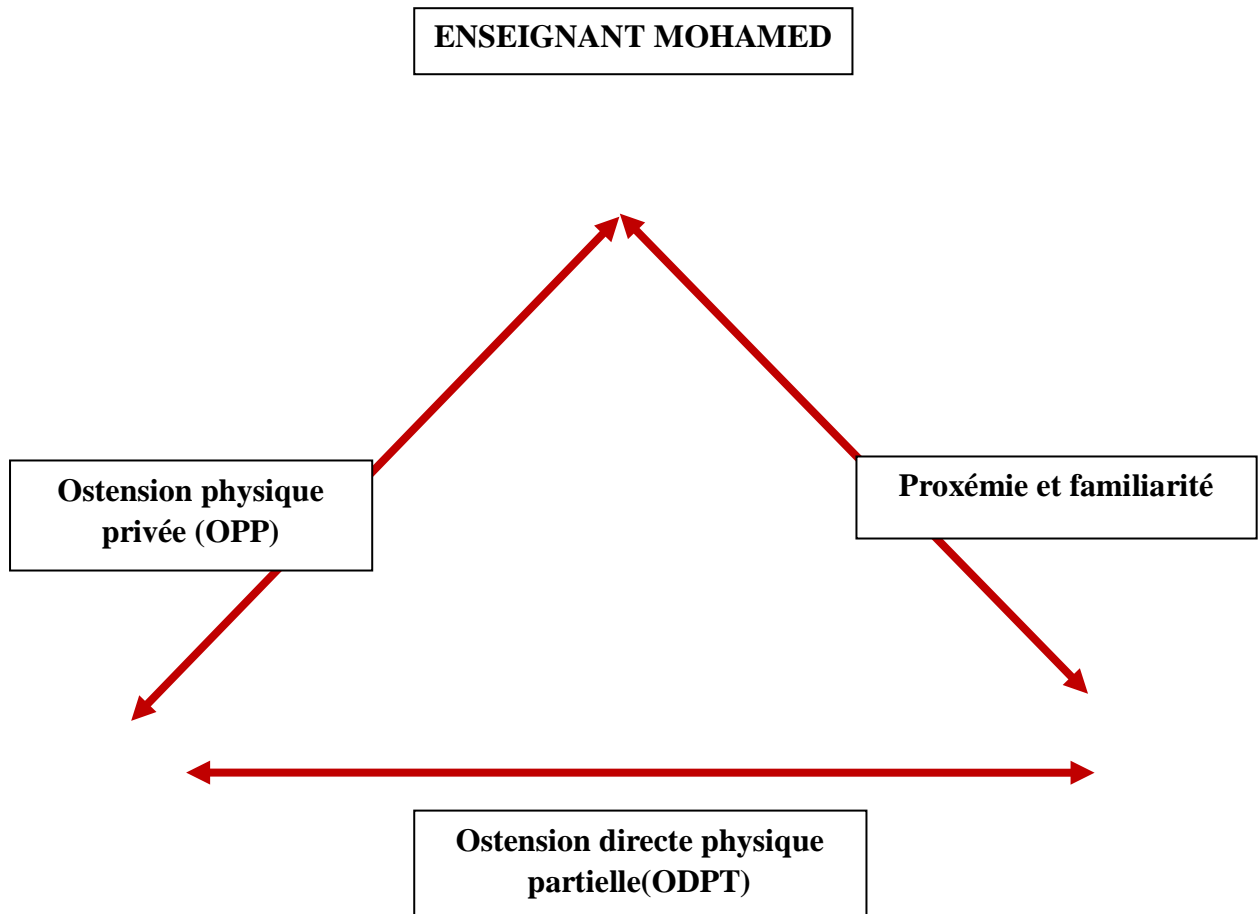 ENSEIGNANT MOHAMED
Ostension physique
privée (OPP)
Proxémie et familiarité
Ostension directe physique
partielle(ODPT)